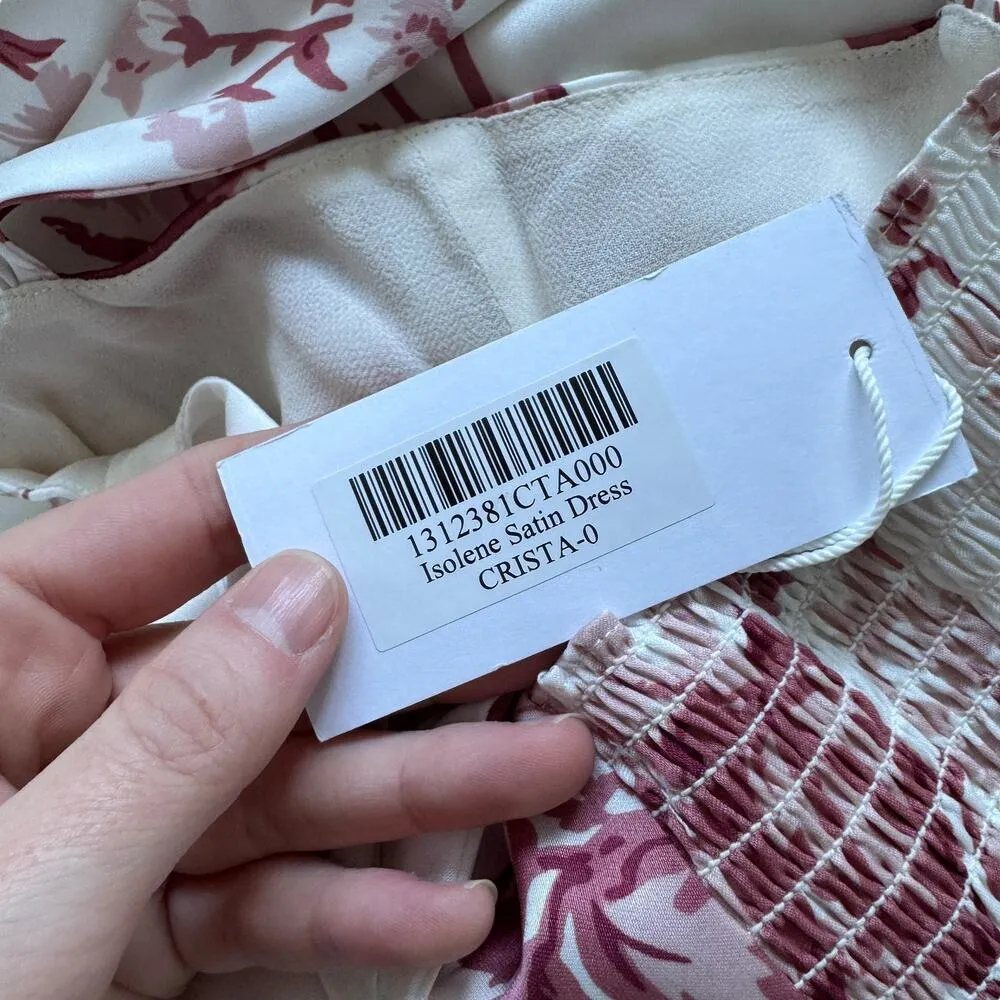 1312381CTA000
Isolene Satin Dress
CRISTA-0